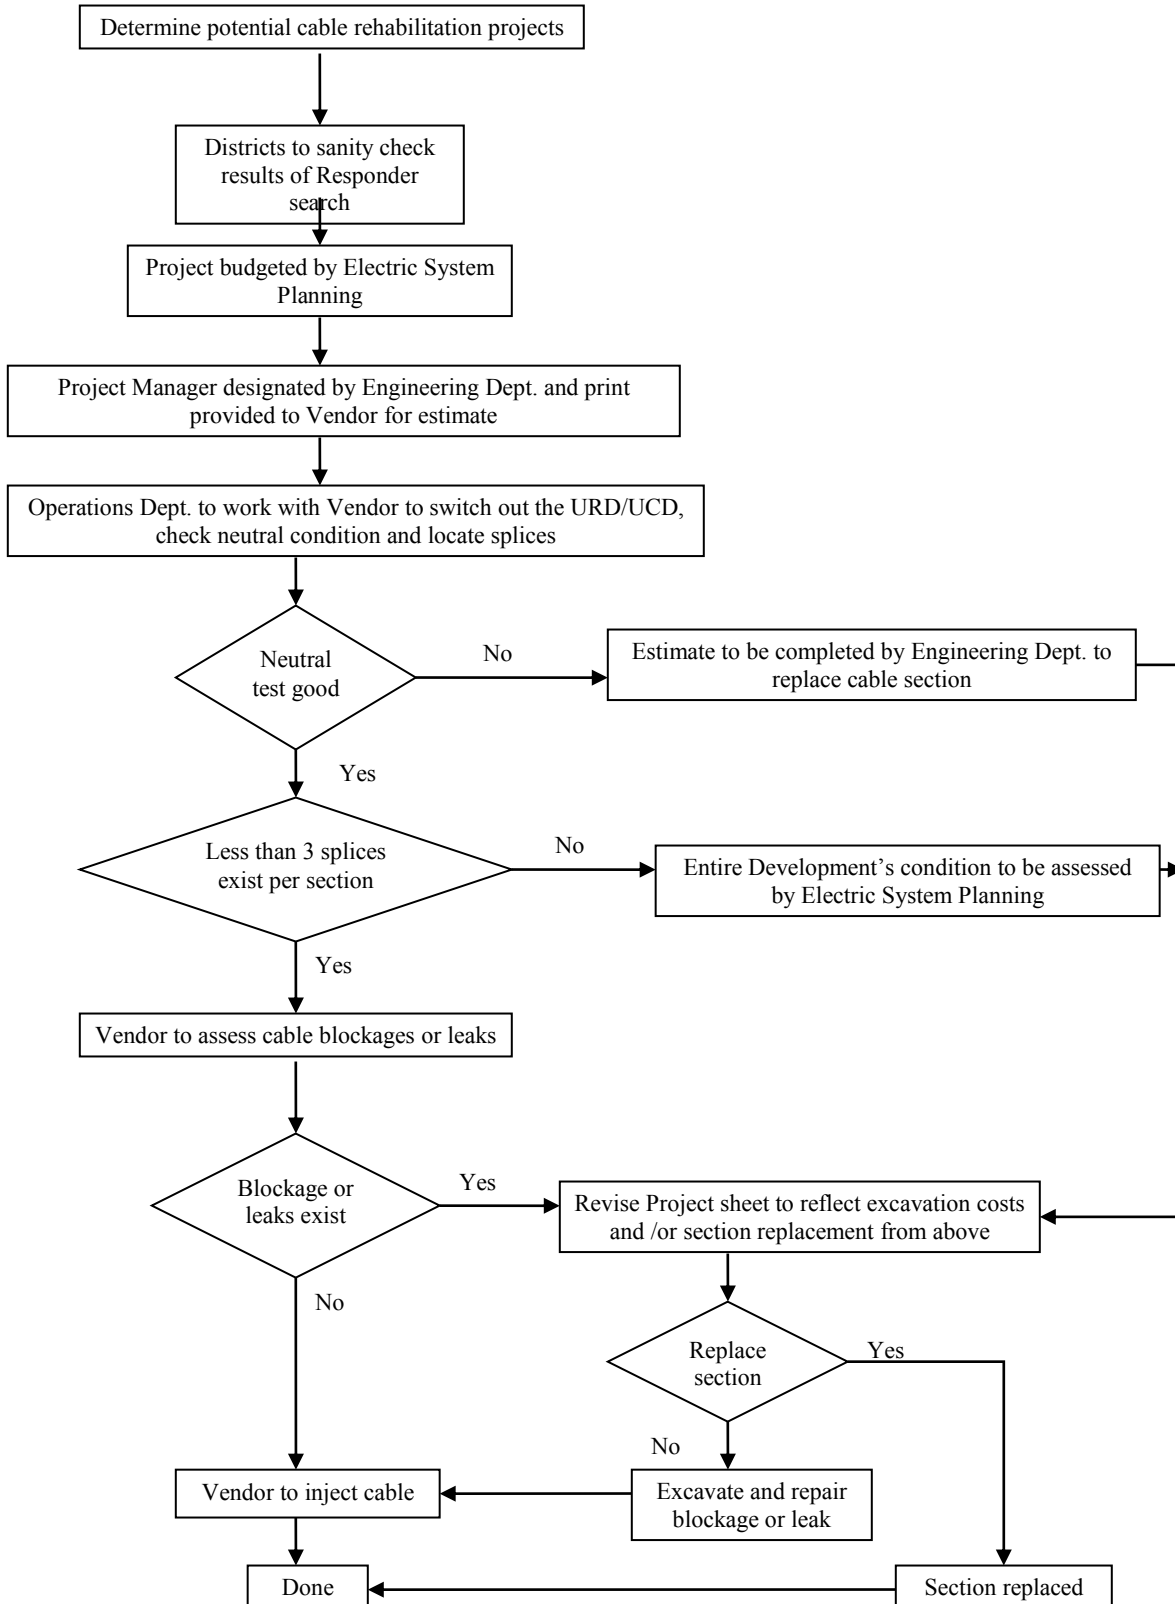 Determine potential cable rehabilitation projects
Districts to sanity check
results of Responder
search
Project budgeted by Electric System
Planning
Project Manager designated by Engineering Dept. and print
provided to Vendor for estimate
Operations Dept. to work with Vendor to switch out the URD/UCD,
check neutral condition and locate splices
Neutral
test good
No
Estimate to be completed by Engineering Dept. to
replace cable section
Yes
Less than 3 splices
exist per section
No
Entire Development’s condition to be assessed
by Electric System Planning
Yes
Vendor to assess cable blockages or leaks
Blockage or
leaks exist
Yes
Revise Project sheet to reflect excavation costs
and /or section replacement from above
No
Replace
section
Yes
No
Vendor to inject cable
Excavate and repair
blockage or leak
Done
Section replaced